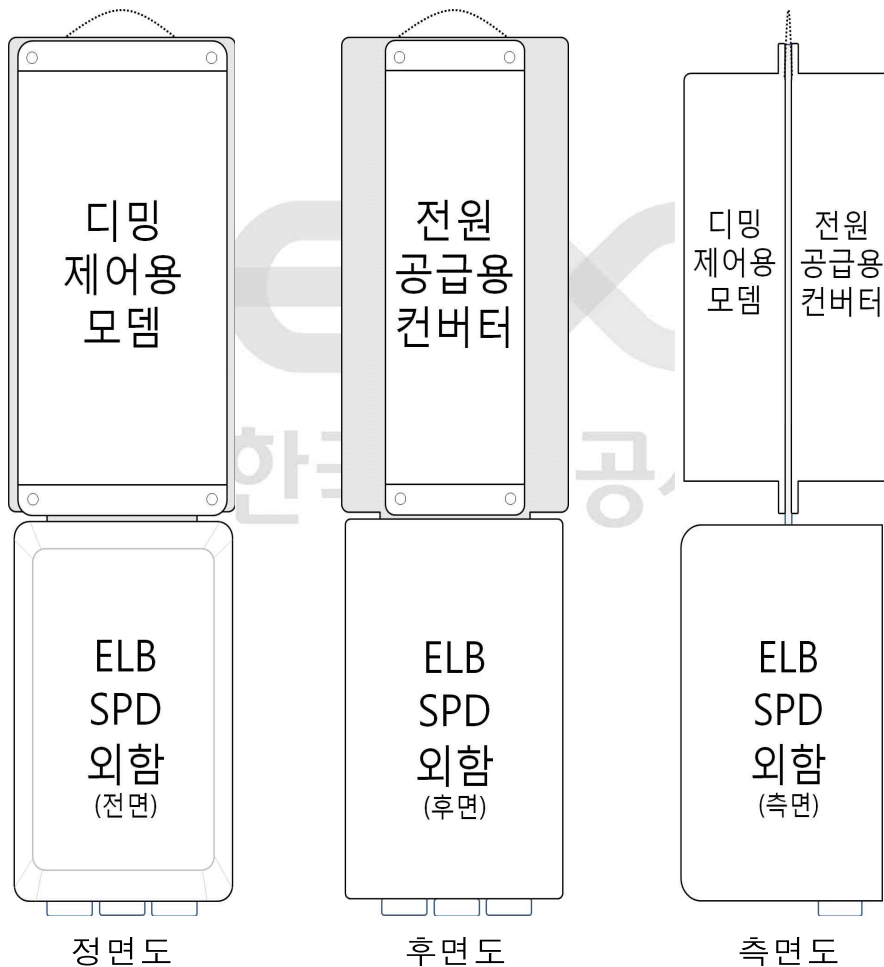 디밍
제어용
모뎀
전원
공급용
컨버터
디밍
제어용
모뎀
전원
공급용
컨버터
ELB
SPD
외함
(전면)
ELB
SPD
외함
(후면)
ELB
SPD
외함
(측면)
정면도
후면도
측면도